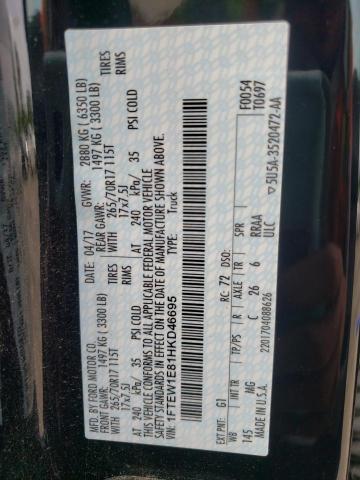 MFD. BY FORD MOTOR CO.
DATE: 04/17 GVWR: 2880 KG ( 6350 LB)
FRONT GAWR: 1497 KG (3300 LB) REAR GAWR: 1497 KG (3300 LB)
WITH 265/70R17 115T TIRES WITH 265/70R17 115T TIRES
17x7.5J RIMS 17x7.5J RIMS
AT 240 kPa/ 35 PSI COLD AT 240 kPa/ 35 PSI COLD
THIS VEHICLE CONFORMS TO ALL APPLICABLE FEDERAL MOTOR VEHICLE
SAFETY STANDARDS IN EFFECT ON THE DATE OF MANUFACTURE SHOWN ABOVE.
VIN: 1FTEW1E81HKD46695
TYPE: Truck
F0054
T0697
EXT PNT: G1 RC: 72 DSO:
WB INT TR TP/PS R AXLE TR SPR
145 MG C 26 6 RRAA
ULC
MADE IN U.S.A. 2201704088626
5U5A-3520472-AA